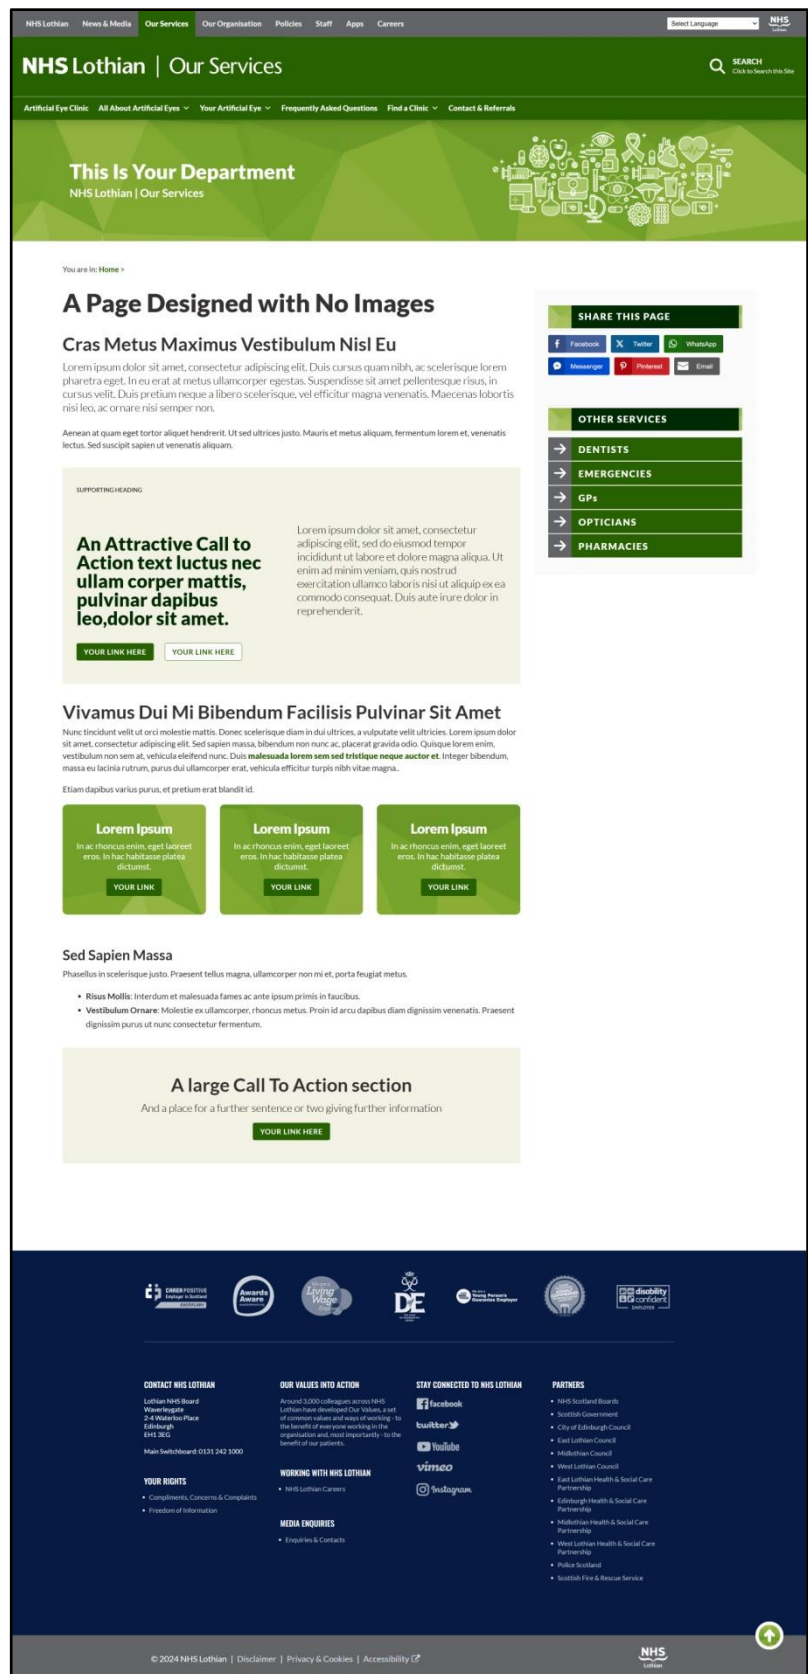 NHS Lothian News & Media Our Services Our Organisation Policies Staff Apps Careers
Select Language
NHS
Lothian
NHS Lothian | Our Services
SEARCH
Click to Search this Site
Artificial Eye Clinic All About Artificial Eyes Your Artificial Eye Frequently Asked Questions Find a Clinic Contact & Referrals
This Is Your Department
NHS Lothian | Our Services
You are in: Home >
A Page Designed with No Images
Cras Metus Maximus Vestibulum Nisl Eu
Lorem ipsum dolor sit amet, consectetur adipiscing elit. Duis cursus quam nibh, ac scelerisque lorem
pharetra eget. In eu erat at metus ullamcorper egestas. Suspendisse sit amet pellentesque risus, in
cursus velit. Duis pretium neque a libero scelerisque, vel efficitur magna venenatis. Maecenas lobortis
nisi leo, ac ornare nisi semper non.
Aenean at quam eget tortor aliquet hendrerit. Ut sed ultrices justo. Mauris et metus aliquam, fermentum lorem et, venenatis
lectus. Sed suscipit sapien ut venenatis aliquam.
SUPPORTING HEADING
An Attractive Call to
Action text luctus nec
ullam corper mattis,
pulvinar dapibus
leo,dolor sit amet.
YOUR LINK HERE YOUR LINK HERE
Lorem ipsum dolor sit amet, consectetur
adipiscing elit, sed do eiusmod tempor
incididunt ut labore et dolore magna aliqua. Ut
enim ad minim veniam, quis nostrud
exercitation ullamco laboris nisi ut aliquip ex ea
commodo consequat. Duis aute irure dolor in
reprehenderit.
Vivamus Dui Mi Bibendum Facilisis Pulvinar Sit Amet
Nunc tincidunt velit ut orci molestie mattis. Donec scelerisque diam in dui ultrices, a vulputate velit ultricies. Lorem ipsum dolor
sit amet, consectetur adipiscing elit. Sed sapien massa, bibendum non nunc ac, placerat gravida odio. Quisque lorem enim,
vestibulum non sem at, vehicula eleifend nunc. Duis malesuada lorem sem sed tristique neque auctor et. Integer bibendum,
massa eu lacinia rutrum, purus dui ullamcorper erat, vehicula efficitur turpis nibh vitae magna..
Etiam dapibus varius purus, et pretium erat blandit id.
Lorem Ipsum
In ac rhoncus enim, eget laoreet
eros. In hac habitasse platea
dictumst.
YOUR LINK
Lorem Ipsum
In ac rhoncus enim, eget laoreet
eros. In hac habitasse platea
dictumst.
YOUR LINK
Lorem Ipsum
In ac rhoncus enim, eget laoreet
eros. In hac habitasse platea
dictumst.
YOUR LINK
Sed Sapien Massa
Phasellus in scelerisque justo. Praesent tellus magna, ullamcorper non mi et, porta feugiat metus.
• Risus Mollis: Interdum et malesuada fames ac ante ipsum primis in faucibus.
• Vestibulum Ornare: Molestie ex ullamcorper, rhoncus metus. Proin id arcu dapibus diam dignissim venenatis. Praesent
dignissim purus ut nunc consectetur fermentum.
A large Call To Action section
And a place for a further sentence or two giving further information
YOUR LINK HERE
SHARE THIS PAGE
Facebook Twitter WhatsApp
Messenger Pinterest Email
OTHER SERVICES
DENTISTS
EMERGENCIES
GPs
OPTICIANS
PHARMACIES
CAREER POSITIVE
Employer in Scotland
EXEMPLARY
Awards
Aware
Living
Wage
DE
Young Person's
Guarantee Employer
disability
confident
EMPLOYER
CONTACT NHS LOTHIAN
Lothian NHS Board
Waverleygate
2-4 Waterloo Place
Edinburgh
EH1 3EG
Main Switchboard: 0131 242 1000
YOUR RIGHTS
• Compliments, Concerns & Complaints
• Freedom of Information
OUR VALUES INTO ACTION
Around 3,000 colleagues across NHS
Lothian have developed Our Values, a set
of common values and ways of working - to
the benefit of everyone working in the
organisation and, most importantly - to the
benefit of our patients.
WORKING WITH NHS LOTHIAN
• NHS Lothian Careers
MEDIA ENQUIRIES
• Enquiries & Contacts
STAY CONNECTED TO NHS LOTHIAN
facebook
twitter
YouTube
vimeo
Instagram
PARTNERS
• NHS Scotland Boards
• Scottish Government
• City of Edinburgh Council
• East Lothian Council
• Midlothian Council
• West Lothian Council
• East Lothian Health & Social Care
Partnership
• Edinburgh Health & Social Care
Partnership
• Midlothian Health & Social Care
Partnership
• West Lothian Health & Social Care
Partnership
• Police Scotland
• Scottish Fire & Rescue Service
© 2024 NHS Lothian | Disclaimer | Privacy & Cookies | Accessibility
NHS
Lothian